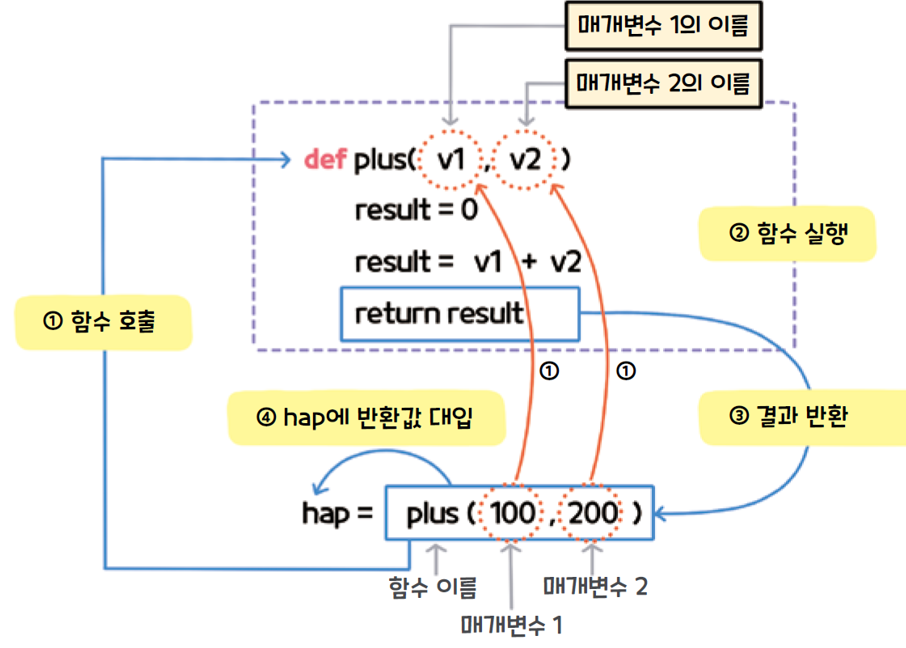 매개변수 1의 이름
매개변수 2의 이름
def plus( v1 , v2 )
result = 0
② 함수 실행
result = v1 + v2
① 함수 호출
return result
① ①
④ hap에 반환값 대입
③ 결과 반환
hap = plus ( 100 , 200 )
함수 이름
매개변수 2
매개변수 1